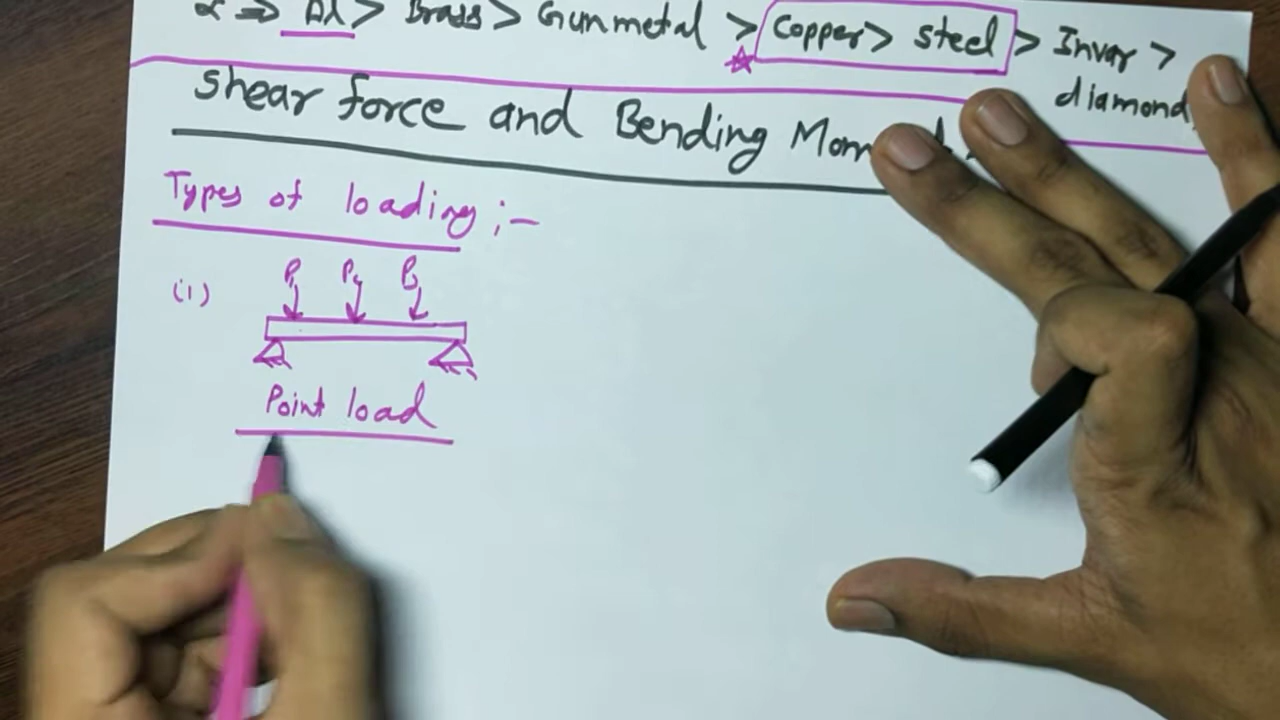 α ⇒ Al > Brass > Gunmetal > Copper > steel > Invar >
diamond
shear force and Bending
Types of loading :-
(1)
P1 P2 P3
Point load